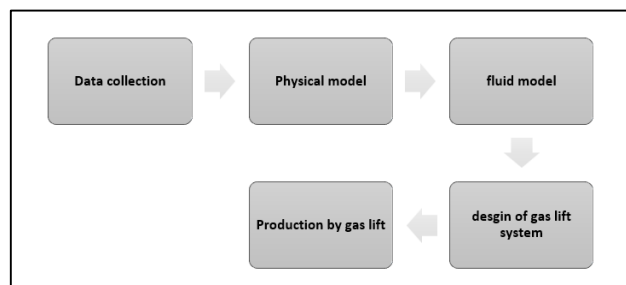 Data collection
Physical model
fluid model
desgin of gas lift
system
Production by gas lift